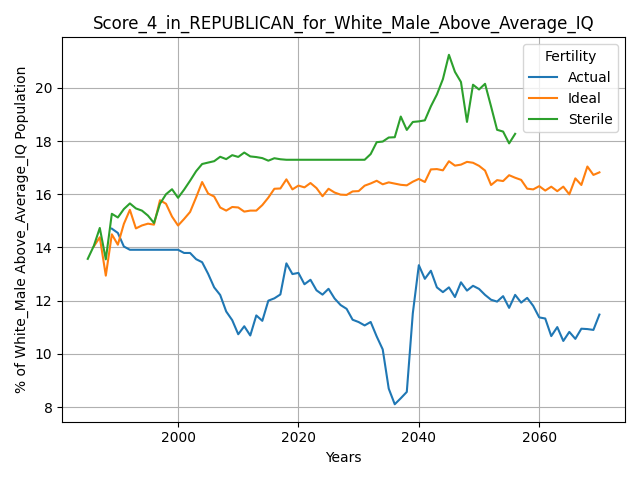 Score_4_in_REPUBLICAN_for_White_Male_Above_Average_IQ
% of White_Male Above_Average_IQ Population
20
18
16
14
12
10
8
2000 2020 2040 2060
Years
Fertility
Actual
Ideal
Sterile